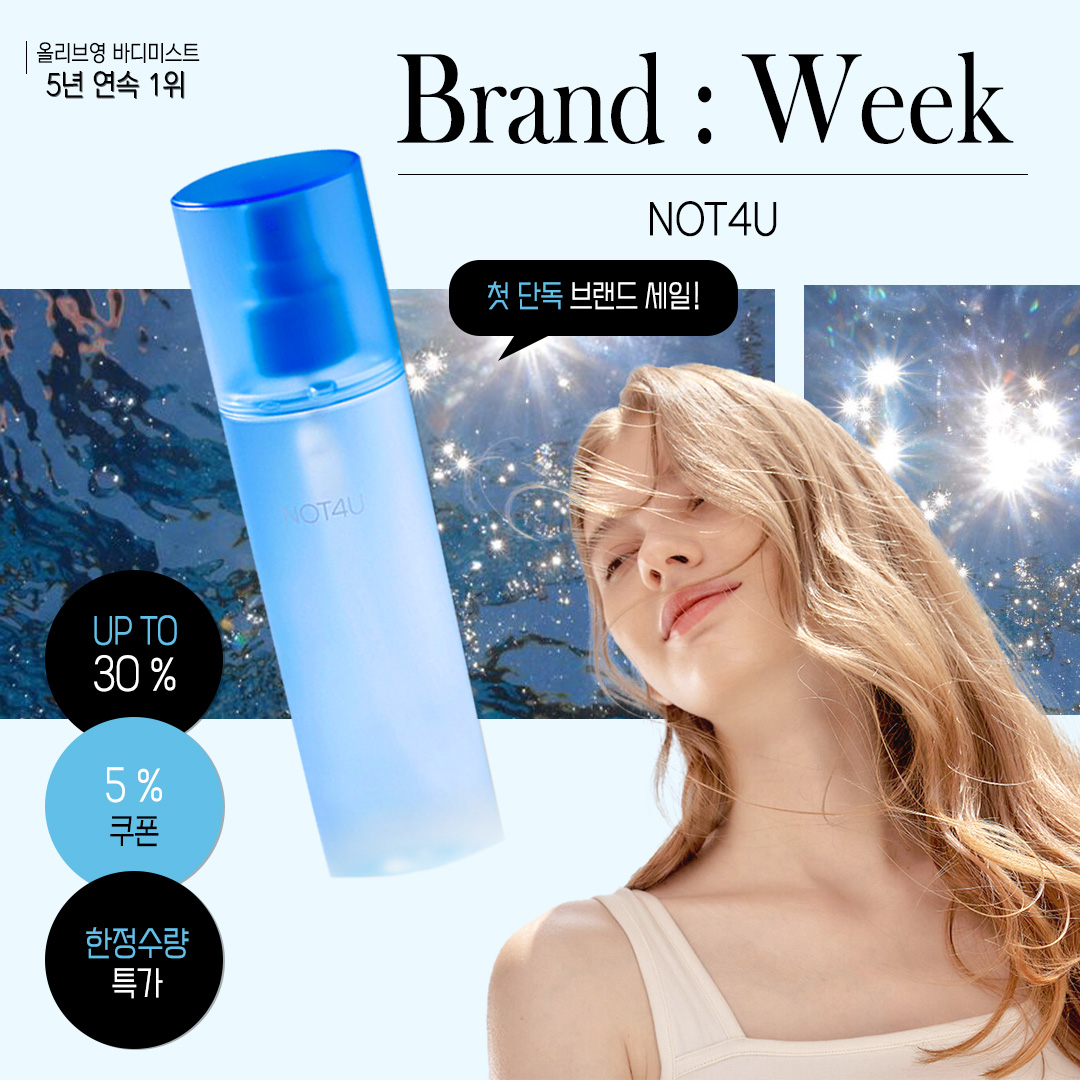 올리브영 바디미스트
5년 연속 1위
Brand : Week
NOT4U
첫 단독 브랜드 세일!
NOT4U
UP TO
30 %
5 %
쿠폰
한정수량
특가